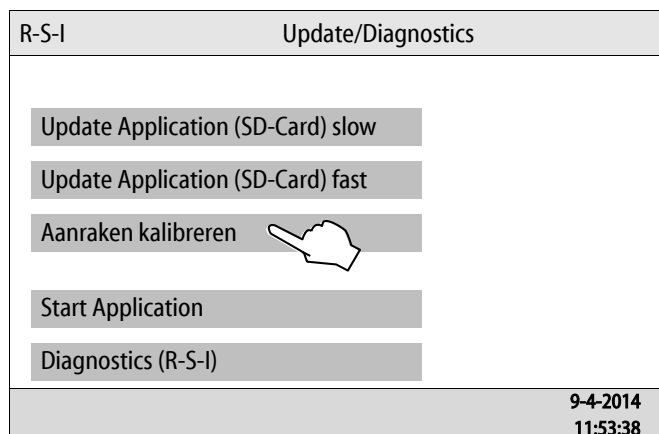 R-S-I Update/Diagnostics
Update Application (SD-Card) slow
Update Application (SD-Card) fast
Aanraken kalibreren
Start Application
Diagnostics (R-S-I)
9-4-2014
11:53:38